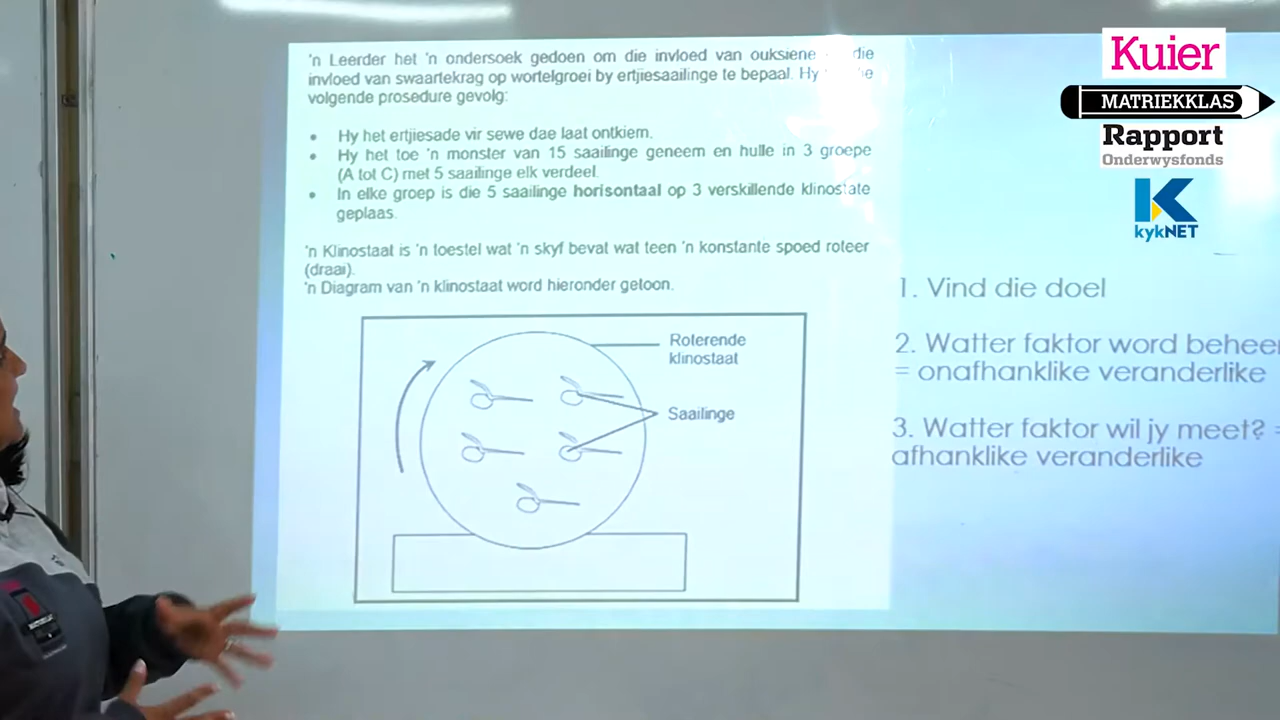 'n Leerder het 'n ondersoek gedoen om die invloed van ouksiene die
invloed van swaartekrag op wortelgroei by ertjiesaailinge te bepaal. Hy
volgende prosedure gevolg:
• Hy het ertjiesade vir sewe dae laat ontkiem.
• Hy het toe 'n monster van 15 saailinge geneem en hulle in 3 groepe
(A tot C) met 5 saailinge elk verdeel.
• In elke groep is die 5 saailinge horisontaal op 3 verskillende klinostate
geplaas.
'n Klinostaat is 'n toestel wat 'n skyf bevat wat teen 'n konstante spoed roteer
(draai).
'n Diagram van 'n klinostaat word hieronder getoon.
Roterende
klinostaat
Saailinge
1. Vind die doel
2. Watter faktor word
= onafhanklike veranderlike
3. Watter faktor wil jy meet? =
afhanklike veranderlike
Kuier
MATRIEKKLAS
Rapport
Onderwysfonds
K
kykNET